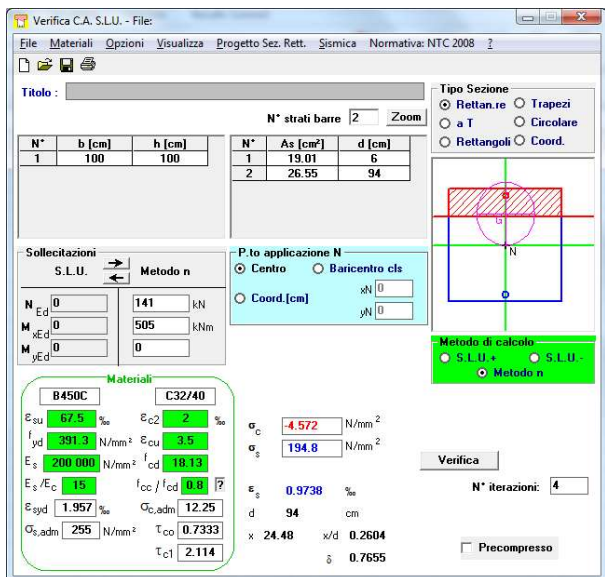 Verifica C.A. S.L.U. - File:
File Materiali Opzioni Visualizza Progetto Sez. Rett. Sismica Normativa: NTC 2008 ?
Titolo :
N° strati barre 2 Zoom
Tipo Sezione
Rettan.re Trapezi
a T Circolare
Rettangoli Coord.
N° b [cm] h [cm]
1 100 100
N° As [cm²] d [cm]
1 19.01 6
2 26.55 94
G
N
Sollecitazioni
S.L.U. Metodo n
N Ed 0 141 kN
M xEd 0 505 kNm
M yEd 0 0
P.to applicazione N
Centro Baricentro cls
Coord.[cm]
xN 0
yN 0
Metodo di calcolo
S.L.U.+ S.L.U.-
Metodo n
Materiali
B450C C32/40
εsu 67.5 ‰ εc2 2 ‰
fyd 391.3 N/mm² εcu 3.5
Es 200 000 N/mm² fcd 18.13
Es/Ec 15 fcc / fcd 0.8 ?
εsyd 1.957 ‰ σc,adm 12.25
σs,adm 255 N/mm² τco 0.7333
τc1 2.114
σc -4.572 N/mm²
σs 194.8 N/mm²
εs 0.9738 ‰
d 94 cm
x 24.48 x/d 0.2604
δ 0.7655
Verifica
N° iterazioni: 4
Precompresso